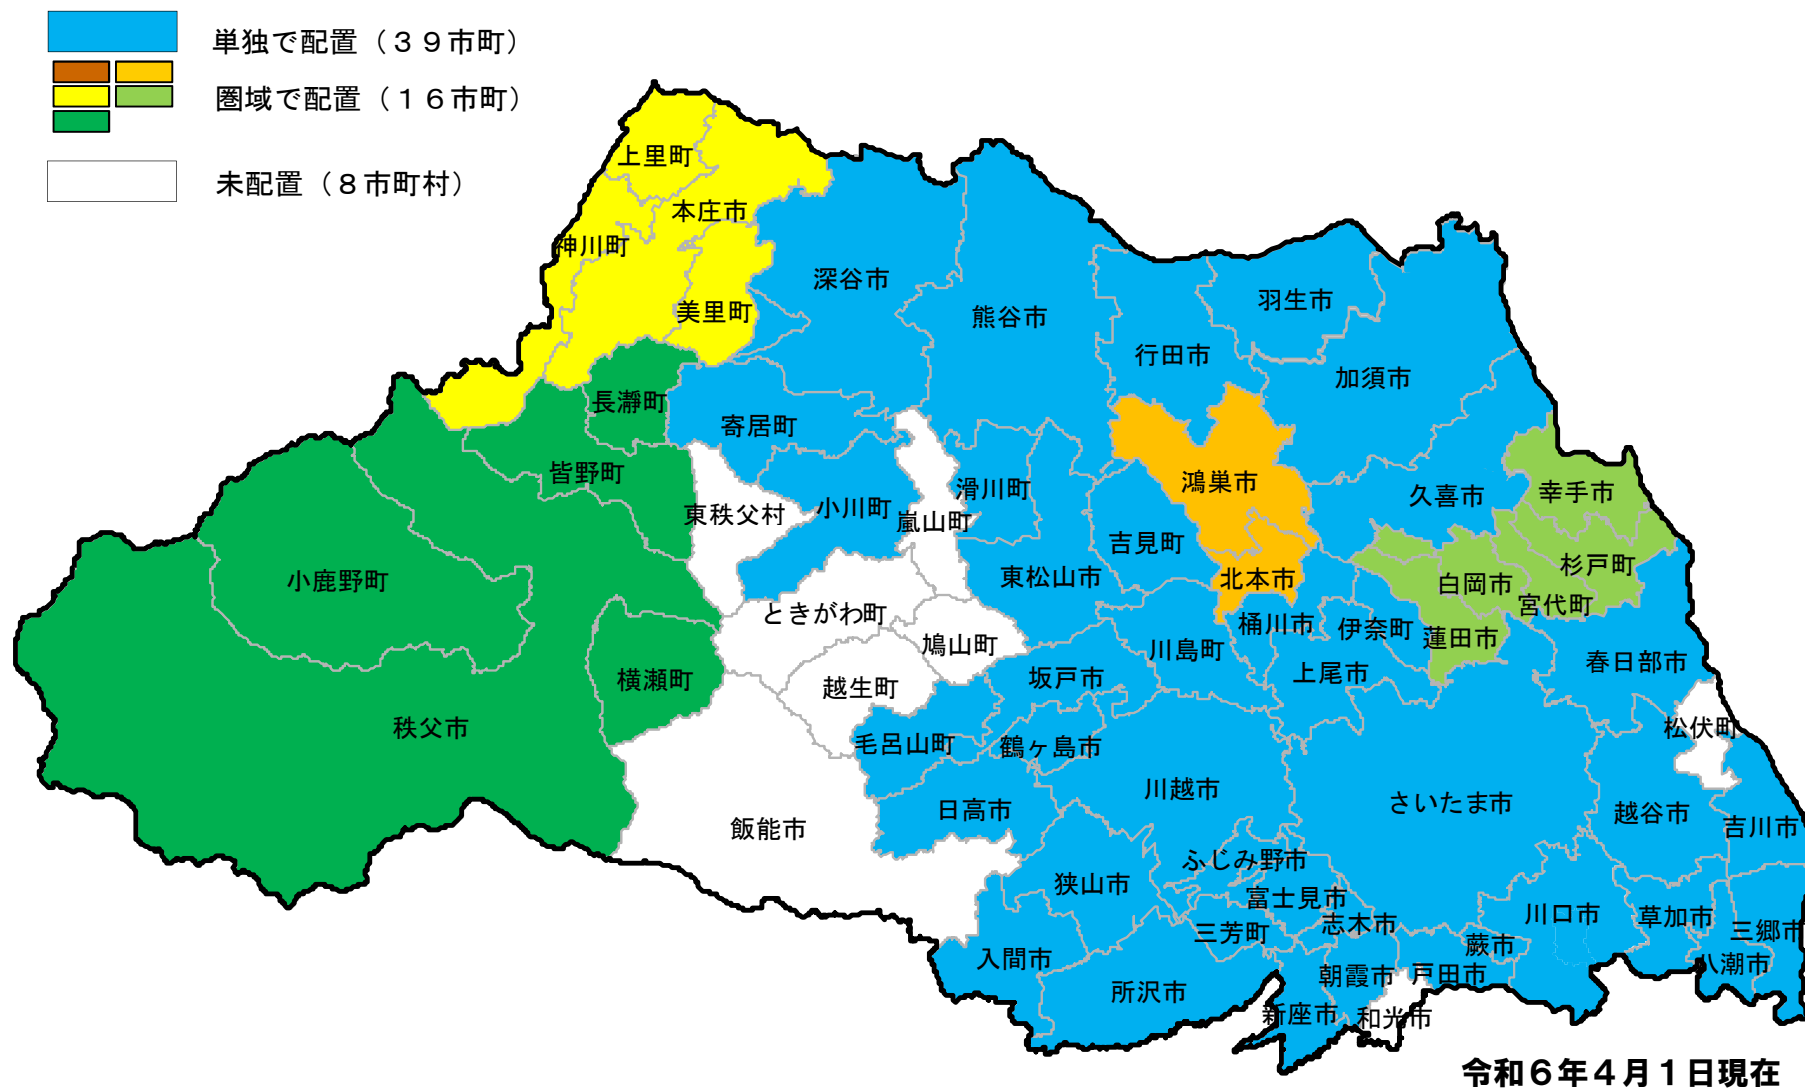 単独で配置（３９市町）
圏域で配置（１６市町）
未配置（８市町村）
上里町
本庄市
神川町
美里町
深谷市
熊谷市
羽生市
行田市
加須市
長瀞町
寄居町
皆野町
東秩父村
小川町
嵐山町
滑川町
鴻巣市
久喜市
幸手市
吉見町
小鹿野町
東松山市
北本市
白岡市
杉戸町
宮代町
ときがわ町
鳩山町
桶川市
伊奈町
蓮田市
川島町
春日部市
横瀬町
越生町
坂戸市
上尾市
秩父市
毛呂山町
鶴ヶ島市
松伏町
川越市
さいたま市
日高市
越谷市
吉川市
飯能市
ふじみ野市
狭山市
富士見市
川口市
草加市
志木市
三芳町
三郷市
蕨市
入間市
朝霞市
戸田市
八潮市
所沢市
新座市
和光市
令和６年４月１日現在